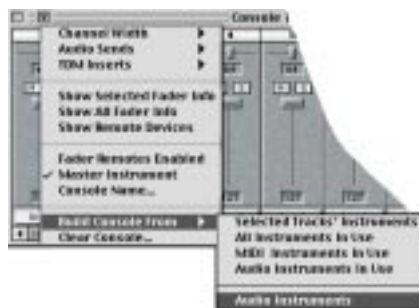 Console
Channel Width
4
Audio Sends
TDM Inserts
Show Selected Fader Info
Show All Fader Info
Show Remote Devices
Fader Remotes Enabled
✓ Master Instrument
Console Name...
Build Console From
Clear Console...
Selected Tracks' Instruments
All Instruments In Use
MIDI Instruments In Use
Audio Instruments In Use
Audio Instruments